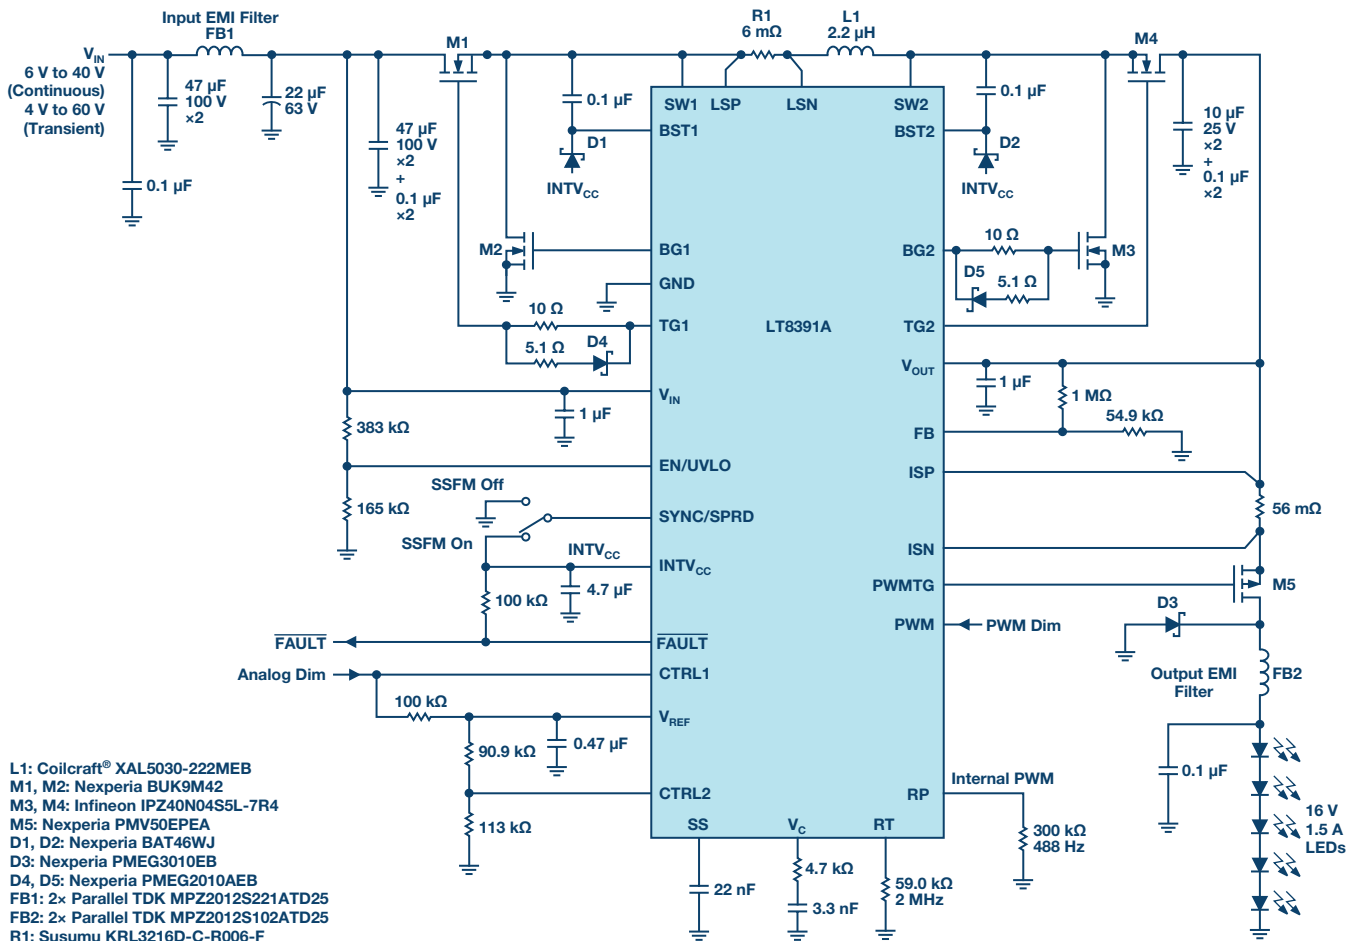 Input EMI Filter
FB1
V_IN
6 V to 40 V
(Continuous)
4 V to 60 V
(Transient)
47 µF
100 V
×2
22 µF
63 V
0.1 µF
47 µF
100 V
×2
+
0.1 µF
×2
M1
R1
6 mΩ
L1
2.2 µH
M4
0.1 µF
D1
INTV_CC
SW1
LSP
LSN
SW2
BST1
BST2
0.1 µF
D2
INTV_CC
10 µF
25 V
×2
+
0.1 µF
×2
M2
BG1
BG2
10 Ω
M3
D5
5.1 Ω
GND
10 Ω
TG1
LT8391A
TG2
5.1 Ω
D4
V_IN
1 µF
V_OUT
1 µF
1 MΩ
54.9 kΩ
383 kΩ
FB
EN/UVLO
ISP
165 kΩ
SSFM Off
SYNC/SPRD
SSFM On
56 mΩ
ISN
INTV_CC
INTV_CC
4.7 µF
100 kΩ
PWMTG
M5
D3
FAULT
FAULT
PWM
PWM Dim
Analog Dim
CTRL1
Output EMI
Filter
FB2
100 kΩ
V_REF
90.9 kΩ
0.47 µF
0.1 µF
CTRL2
113 kΩ
Internal PWM
RP
300 kΩ
488 Hz
16 V
1.5 A
LEDs
SS
V_C
RT
22 nF
4.7 kΩ
3.3 nF
59.0 kΩ
2 MHz
L1: Coilcraft® XAL5030-222MEB
M1, M2: Nexperia BUK9M42
M3, M4: Infineon IPZ40N04S5L-7R4
M5: Nexperia PMV50EPEA
D1, D2: Nexperia BAT46WJ
D3: Nexperia PMEG3010EB
D4, D5: Nexperia PMEG2010AEB
FB1: 2× Parallel TDK MPZ2012S221ATD25
FB2: 2× Parallel TDK MPZ2012S102ATD25
R1: Susumu KRL3216D-C-R006-F